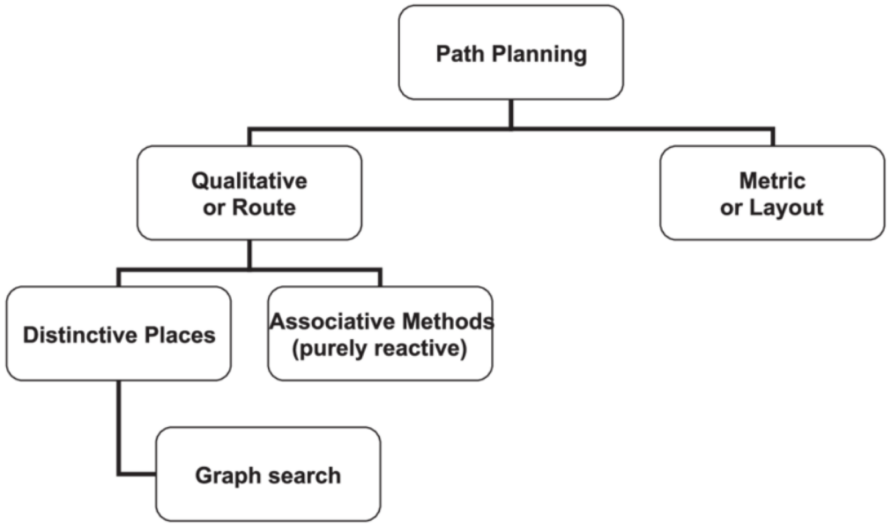 Path Planning
Qualitative
or Route
Metric
or Layout
Distinctive Places
Associative Methods
(purely reactive)
Graph search